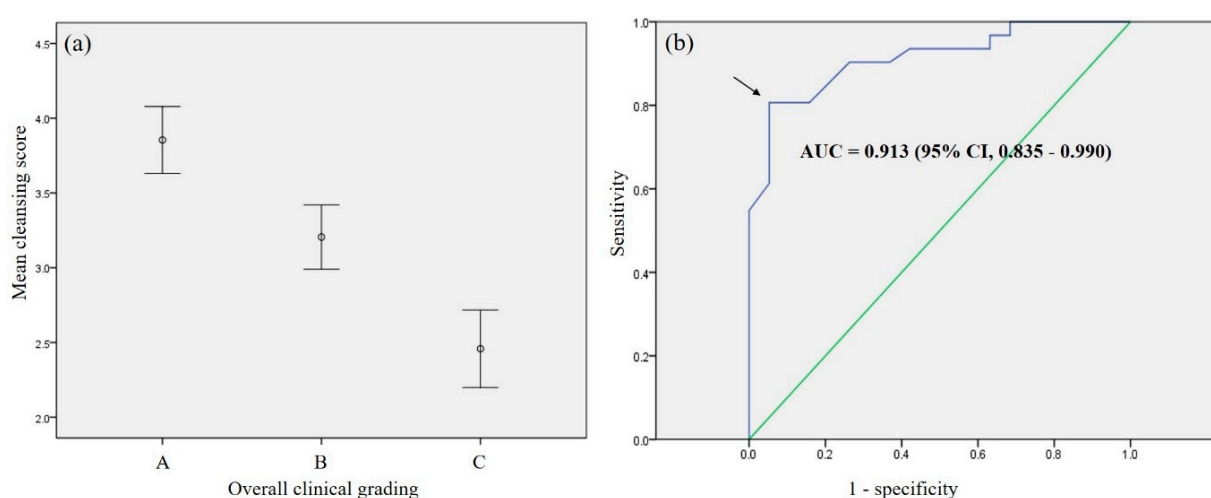 (a)
Mean cleansing score
4.5
4.0
3.5
3.0
2.5
2.0
A B C
Overall clinical grading
(b)
Sensitivity
1.0
0.8
0.6
0.4
0.2
0.0
AUC = 0.913 (95% CI, 0.835 - 0.990)
0.0 0.2 0.4 0.6 0.8 1.0
1 - specificity